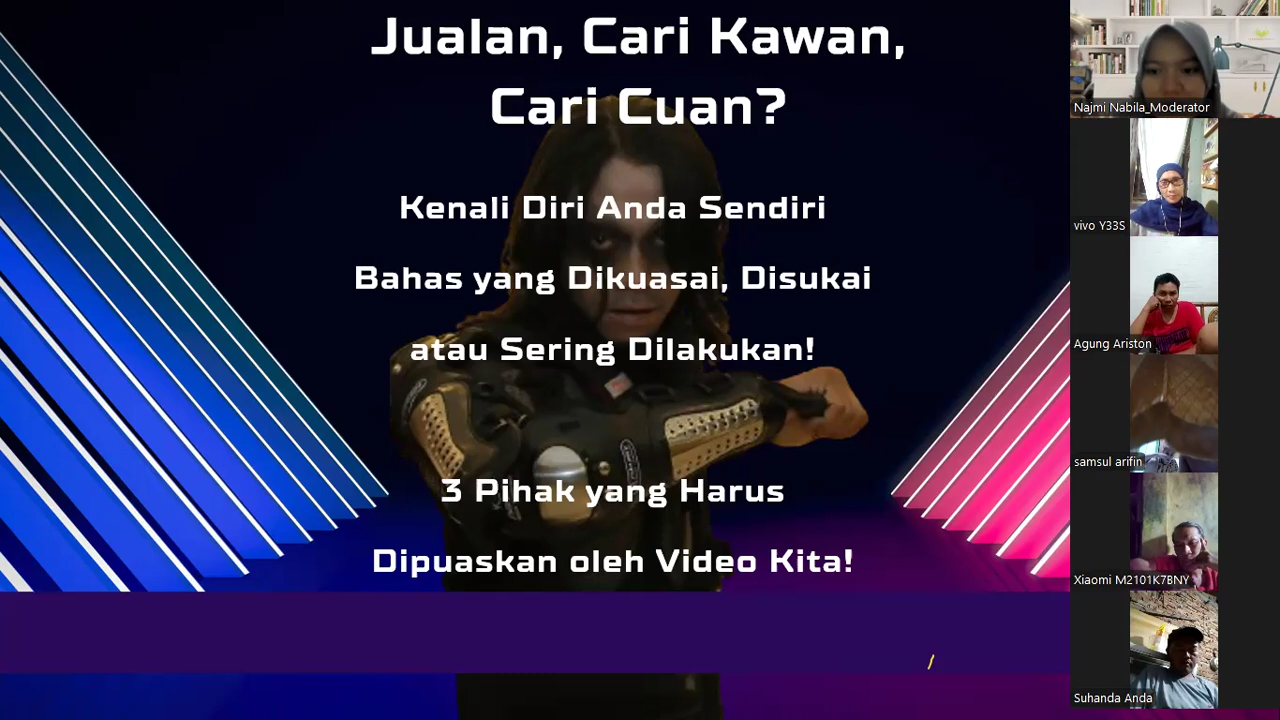 Jualan, Cari Kawan,
Cari Cuan?
Kenali Diri Anda Sendiri
Bahas yang Dikuasai, Disukai
atau Sering Dilakukan!
3 Pihak yang Harus
Dipuaskan oleh Video Kita!
Najmi Nabila_Moderator
vivo Y33S
Agung Ariston
samsul arifin
Xiaomi M2101K7BNY
Suhanda Anda